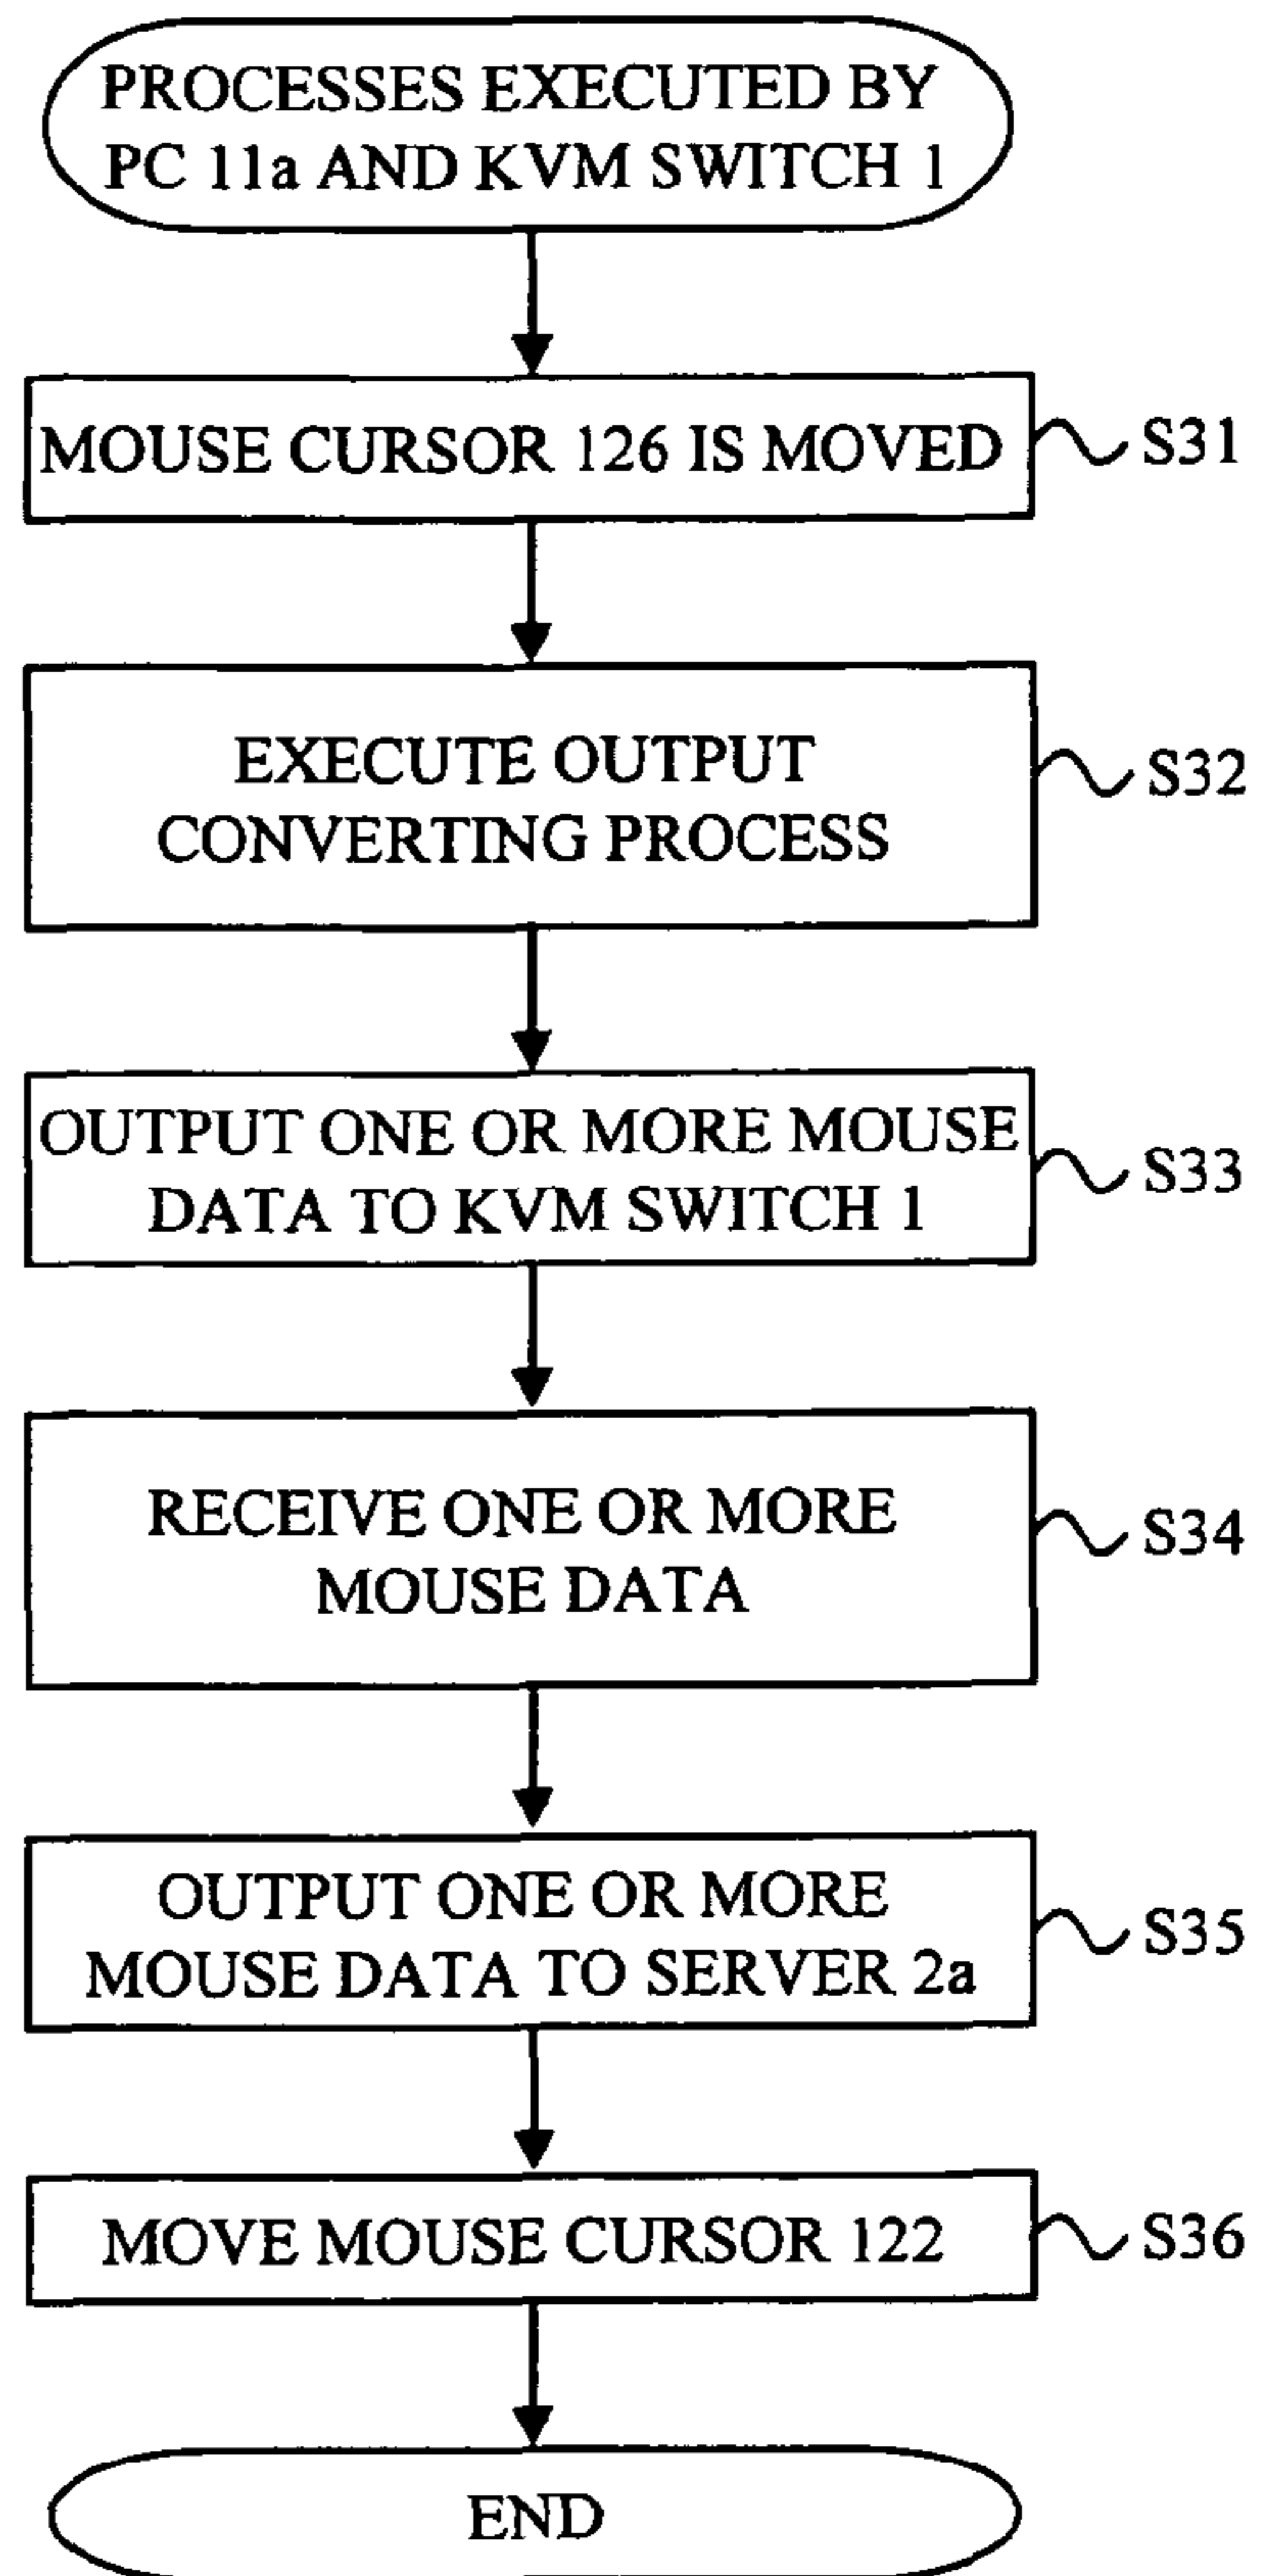 PROCESSES EXECUTED BY
PC 11a AND KVM SWITCH 1
MOUSE CURSOR 126 IS MOVED
S31
EXECUTE OUTPUT
CONVERTING PROCESS
S32
OUTPUT ONE OR MORE MOUSE
DATA TO KVM SWITCH 1
S33
RECEIVE ONE OR MORE
MOUSE DATA
S34
OUTPUT ONE OR MORE
MOUSE DATA TO SERVER 2a
S35
MOVE MOUSE CURSOR 122
S36
END